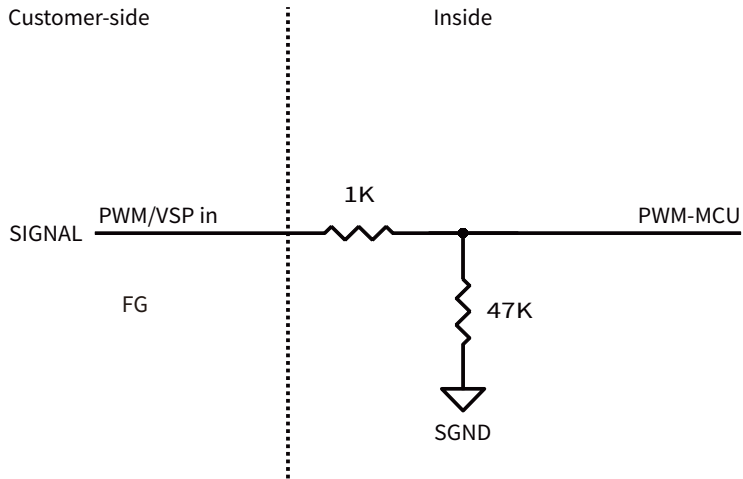 Customer-side
Inside
1K
PWM/VSP in
PWM-MCU
SIGNAL
FG
47K
SGND